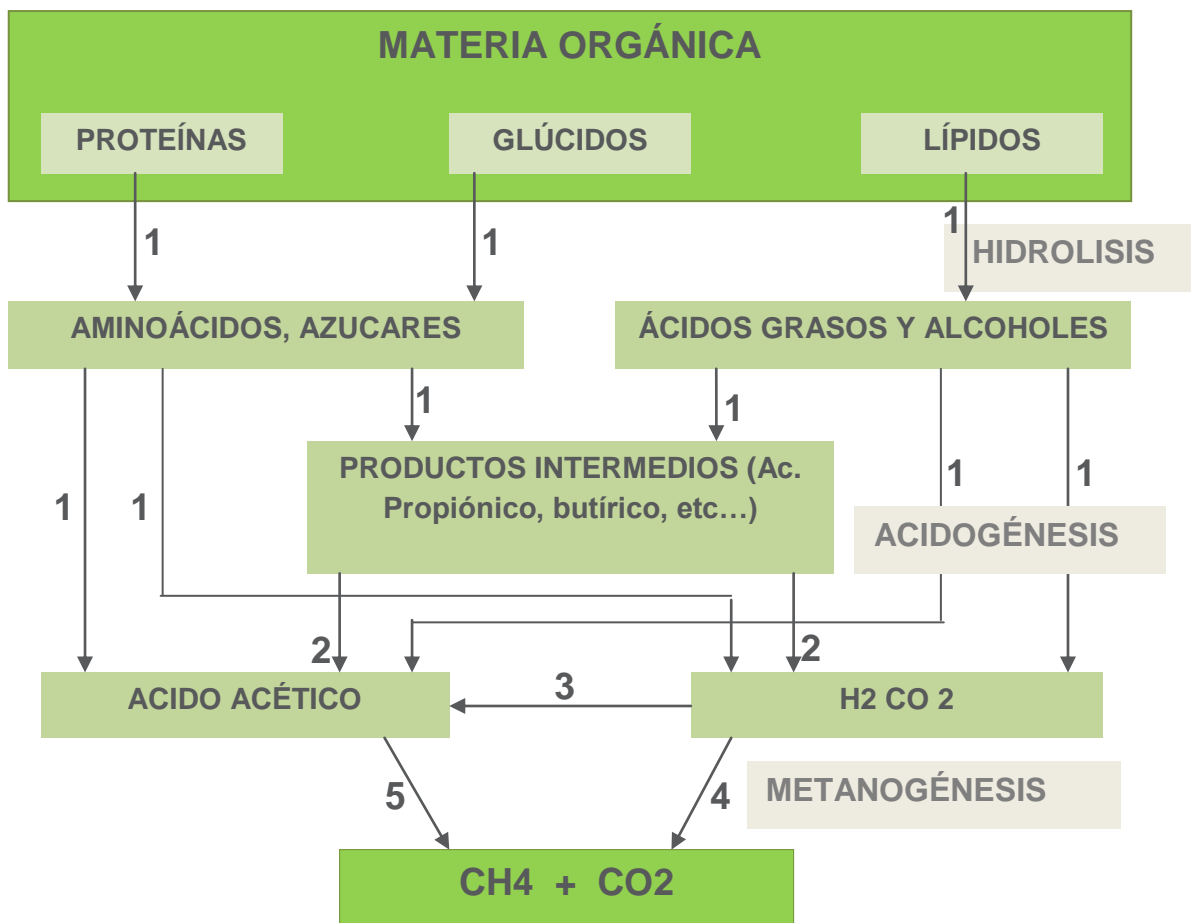 MATERIA ORGÁNICA
PROTEÍNAS
GLÚCIDOS
LÍPIDOS
1
1
1
HIDROLISIS
AMINOÁCIDOS, AZUCARES
ÁCIDOS GRASOS Y ALCOHOLES
1
1
PRODUCTOS INTERMEDIOS (Ac.
Propiónico, butírico, etc…)
1
1
1
1
ACIDOGÉNESIS
2
2
ACIDO ACÉTICO
3
H2 CO 2
5
4
METANOGÉNESIS
CH4 + CO2